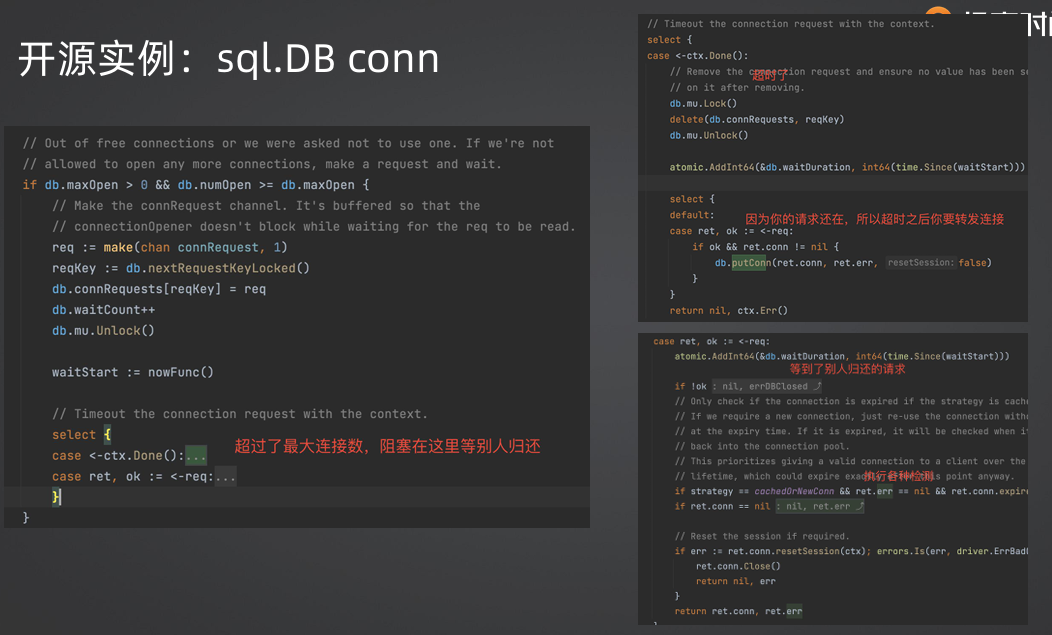 开源实例：sql.DB conn
// Out of free connections or we were asked not to use one. If we're not
// allowed to open any more connections, make a request and wait.
if db.maxOpen > 0 && db.numOpen >= db.maxOpen {
// Make the connRequest channel. It's buffered so that the
// connectionOpener doesn't block while waiting for the req to be read.
req := make(chan connRequest, 1)
reqKey := db.nextRequestKeyLocked()
db.connRequests[reqKey] = req
db.waitCount++
db.mu.Unlock()
waitStart := nowFunc()
// Timeout the connection request with the context.
select {
case <-ctx.Done():...
超过了最大连接数，阻塞在这里等别人归还
case ret, ok := <-req:...
}
}
// Timeout the connection request with the context.
select {
case <-ctx.Done():
// Remove the connection request and ensure no value has been
超时了
// on it after removing.
db.mu.Lock()
delete(db.connRequests, reqKey)
db.mu.Unlock()
atomic.AddInt64(&db.waitDuration, int64(time.Since(waitStart)))
select {
default:
因为你的请求还在，所以超时之后你要转发连接
case ret, ok := <-req:
if ok && ret.conn != nil {
db.putConn(ret.conn, ret.err, resetSession: false)
}
}
return nil, ctx.Err()
case ret, ok := <-req:
atomic.AddInt64(&db.waitDuration, int64(time.Since(waitStart)))
等到了别人归还的请求
if !ok : nil, errDBClosed ⤴
// Only check if the connection is expired if the strategy is
// If we require a new connection, just re-use the connection
// at the expiry time. If it is expired, it will be checked when
// back into the connection pool.
// This prioritizes giving a valid connection to a client over the
// lifetime, which could expire point anyway.
执行各种检测
if strategy == cachedOrNewConn && ret.err == nil && ret.conn.expire
if ret.conn == nil : nil, ret.err ⤴
// Reset the session if required.
if err := ret.conn.resetSession(ctx); errors.Is(err, driver.ErrBad
ret.conn.Close()
return nil, err
}
return ret.conn, ret.err